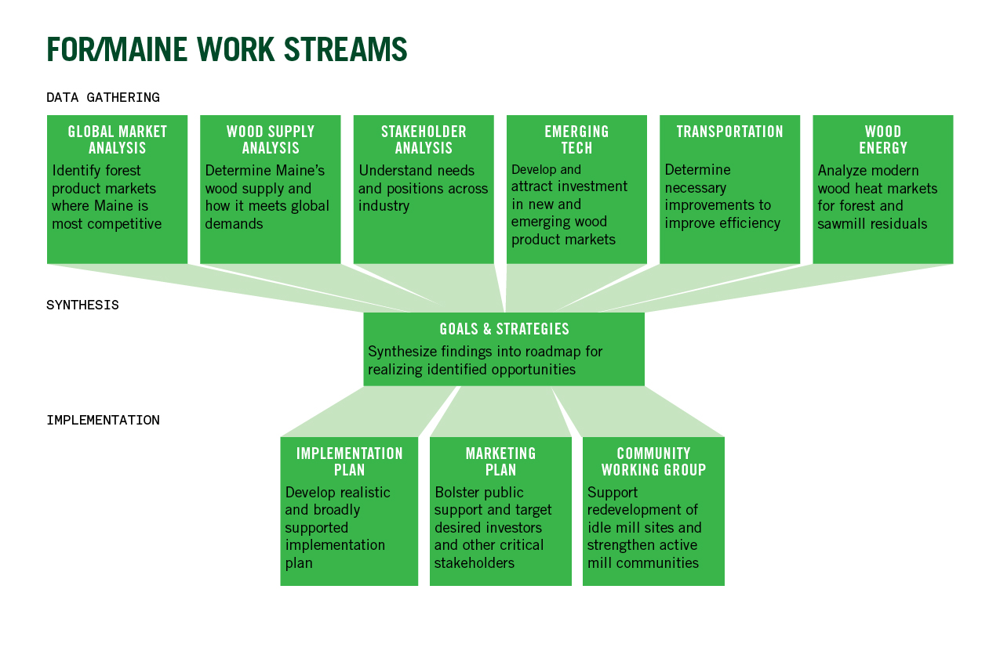 FOR/MAINE WORK STREAMS
DATA GATHERING
GLOBAL MARKET
ANALYSIS
Identify forest
product markets
where Maine is
most competitive
WOOD SUPPLY
ANALYSIS
Determine Maine’s
wood supply and
how it meets global
demands
STAKEHOLDER
ANALYSIS
Understand needs
and positions across
industry
EMERGING
TECH
Develop and
attract investment
in new and
emerging wood
product markets
TRANSPORTATION
Determine
necessary
improvements to
improve efficiency
WOOD
ENERGY
Analyze modern
wood heat markets
for forest and
sawmill residuals
SYNTHESIS
GOALS & STRATEGIES
Synthesize findings into roadmap for
realizing identified opportunities
IMPLEMENTATION
IMPLEMENTATION
PLAN
Develop realistic
and broadly
supported
implementation
plan
MARKETING
PLAN
Bolster public
support and target
desired investors
and other critical
stakeholders
COMMUNITY
WORKING GROUP
Support
redevelopment of
idle mill sites and
strengthen active
mill communities